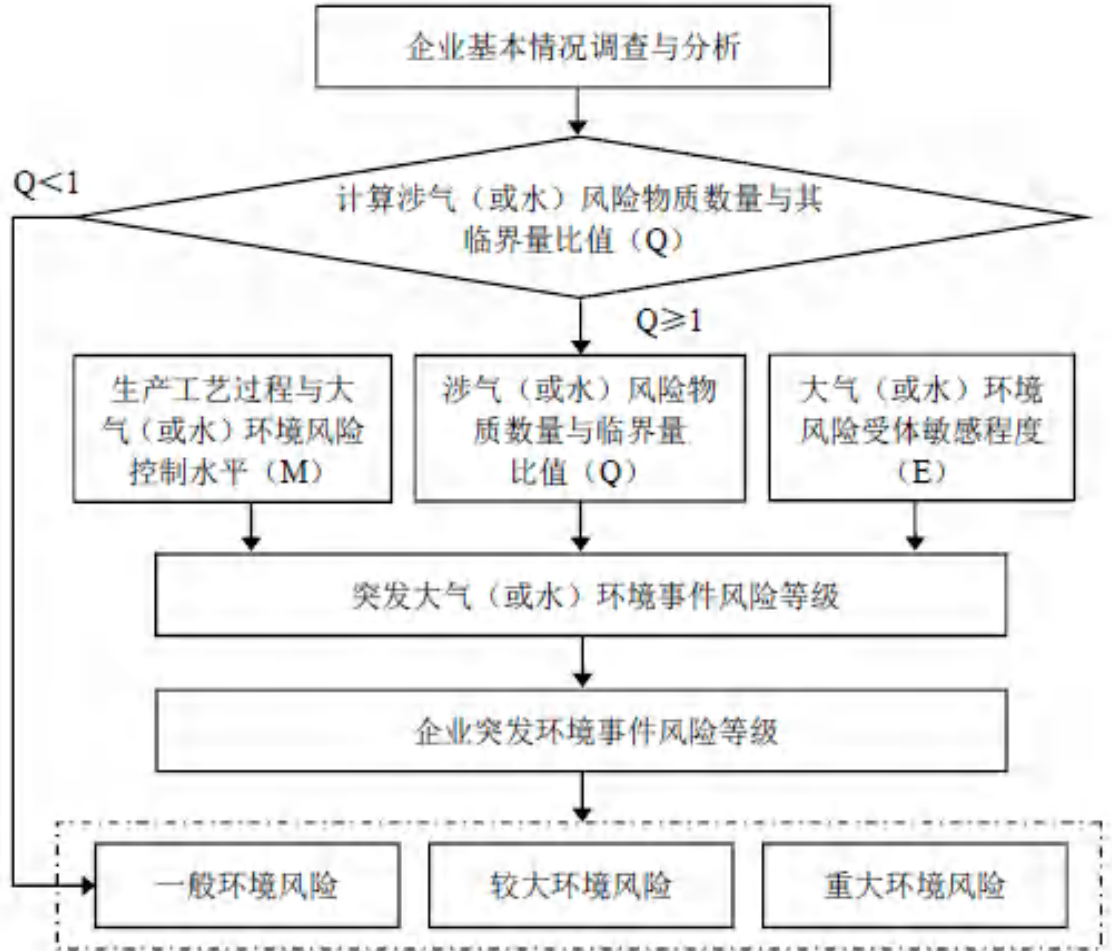 企业基本情况调查与分析
Q<1
计算涉气（或水）风险物质数量与其
临界量比值（Q）
Q≥1
生产工艺过程与大
气（或水）环境风险
控制水平（M）
涉气（或水）风险物
质数量与临界量
比值（Q）
大气（或水）环境
风险受体敏感程度
（E）
突发大气（或水）环境事件风险等级
企业突发环境事件风险等级
一般环境风险
较大环境风险
重大环境风险